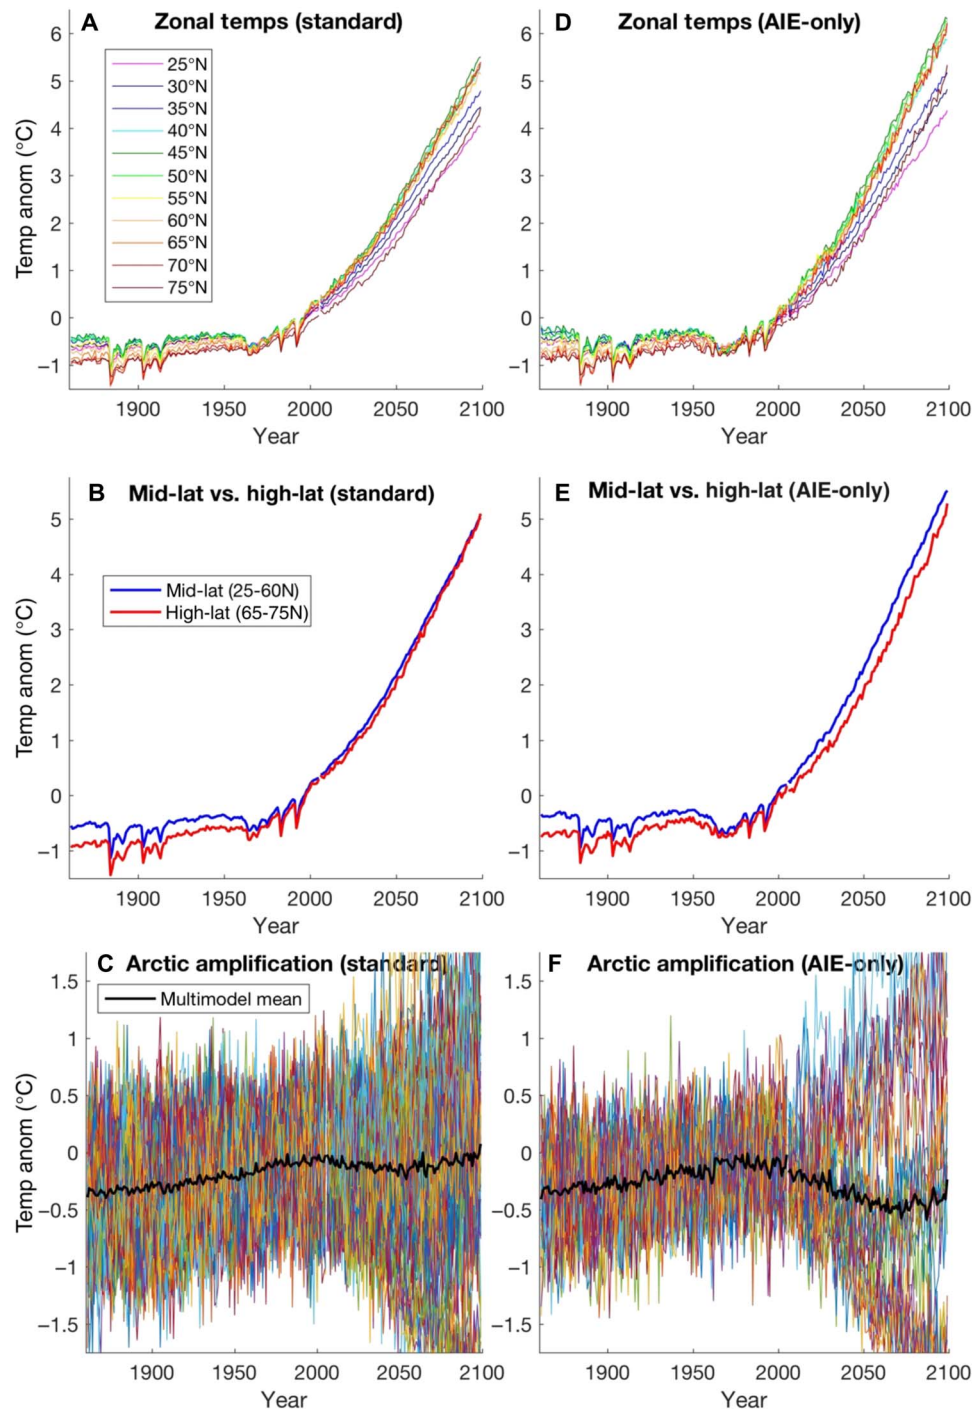 A Zonal temps (standard)
Temp anom (°C)
6
5
4
3
2
1
0
−1
25°N
30°N
35°N
40°N
45°N
50°N
55°N
60°N
65°N
70°N
75°N
1900 1950 2000 2050 2100
Year
D Zonal temps (AIE-only)
6
5
4
3
2
1
0
−1
1900 1950 2000 2050 2100
Year
B Mid-lat vs. high-lat (standard)
Temp anom (°C)
5
4
3
2
1
0
−1
Mid-lat (25-60N)
High-lat (65-75N)
1900 1950 2000 2050 2100
Year
E Mid-lat vs. high-lat (AIE-only)
5
4
3
2
1
0
−1
1900 1950 2000 2050 2100
Year
C Arctic amplification (standard)
Temp anom (°C)
1.5
1
0.5
0
−0.5
−1
−1.5
Multimodel mean
1900 1950 2000 2050 2100
Year
F Arctic amplification (AIE-only)
1.5
1
0.5
0
−0.5
−1
−1.5
1900 1950 2000 2050 2100
Year